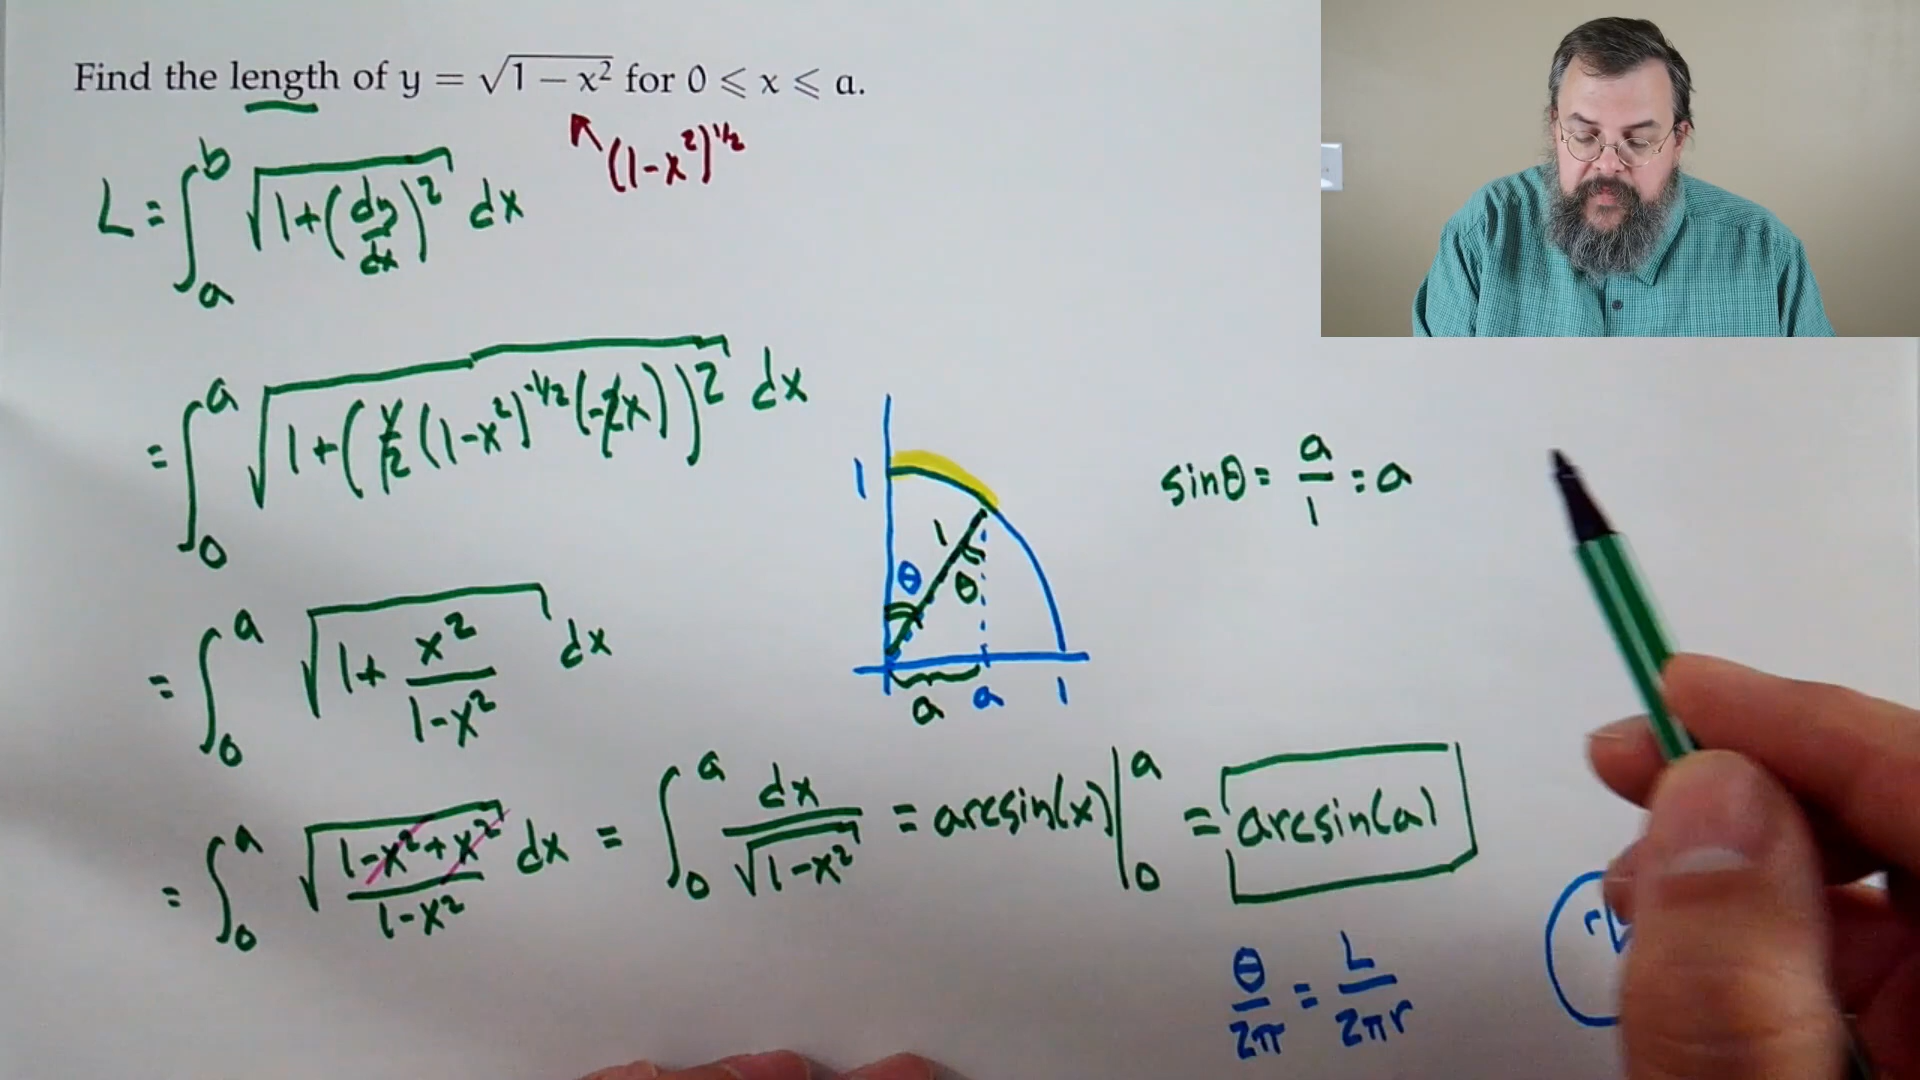 Find the length of y = √(1 − x²) for 0 ⩽ x ⩽ a.
(1-x²)^½
L = ∫_a^b √(1+(dy/dx)²) dx
= ∫_0^a √(1+(1/2(1-x²)^-1/2(-2x))²) dx
= ∫_0^a √(1+ x²/(1-x²)) dx
= ∫_0^a √((1-x²+x²)/(1-x²)) dx = ∫_0^a dx/√(1-x²) = arcsin(x)|_0^a = arcsin(a)
1
1
θ
θ
a
a
1
sinθ = a/1 = a
θ/2π = L/2πr
r